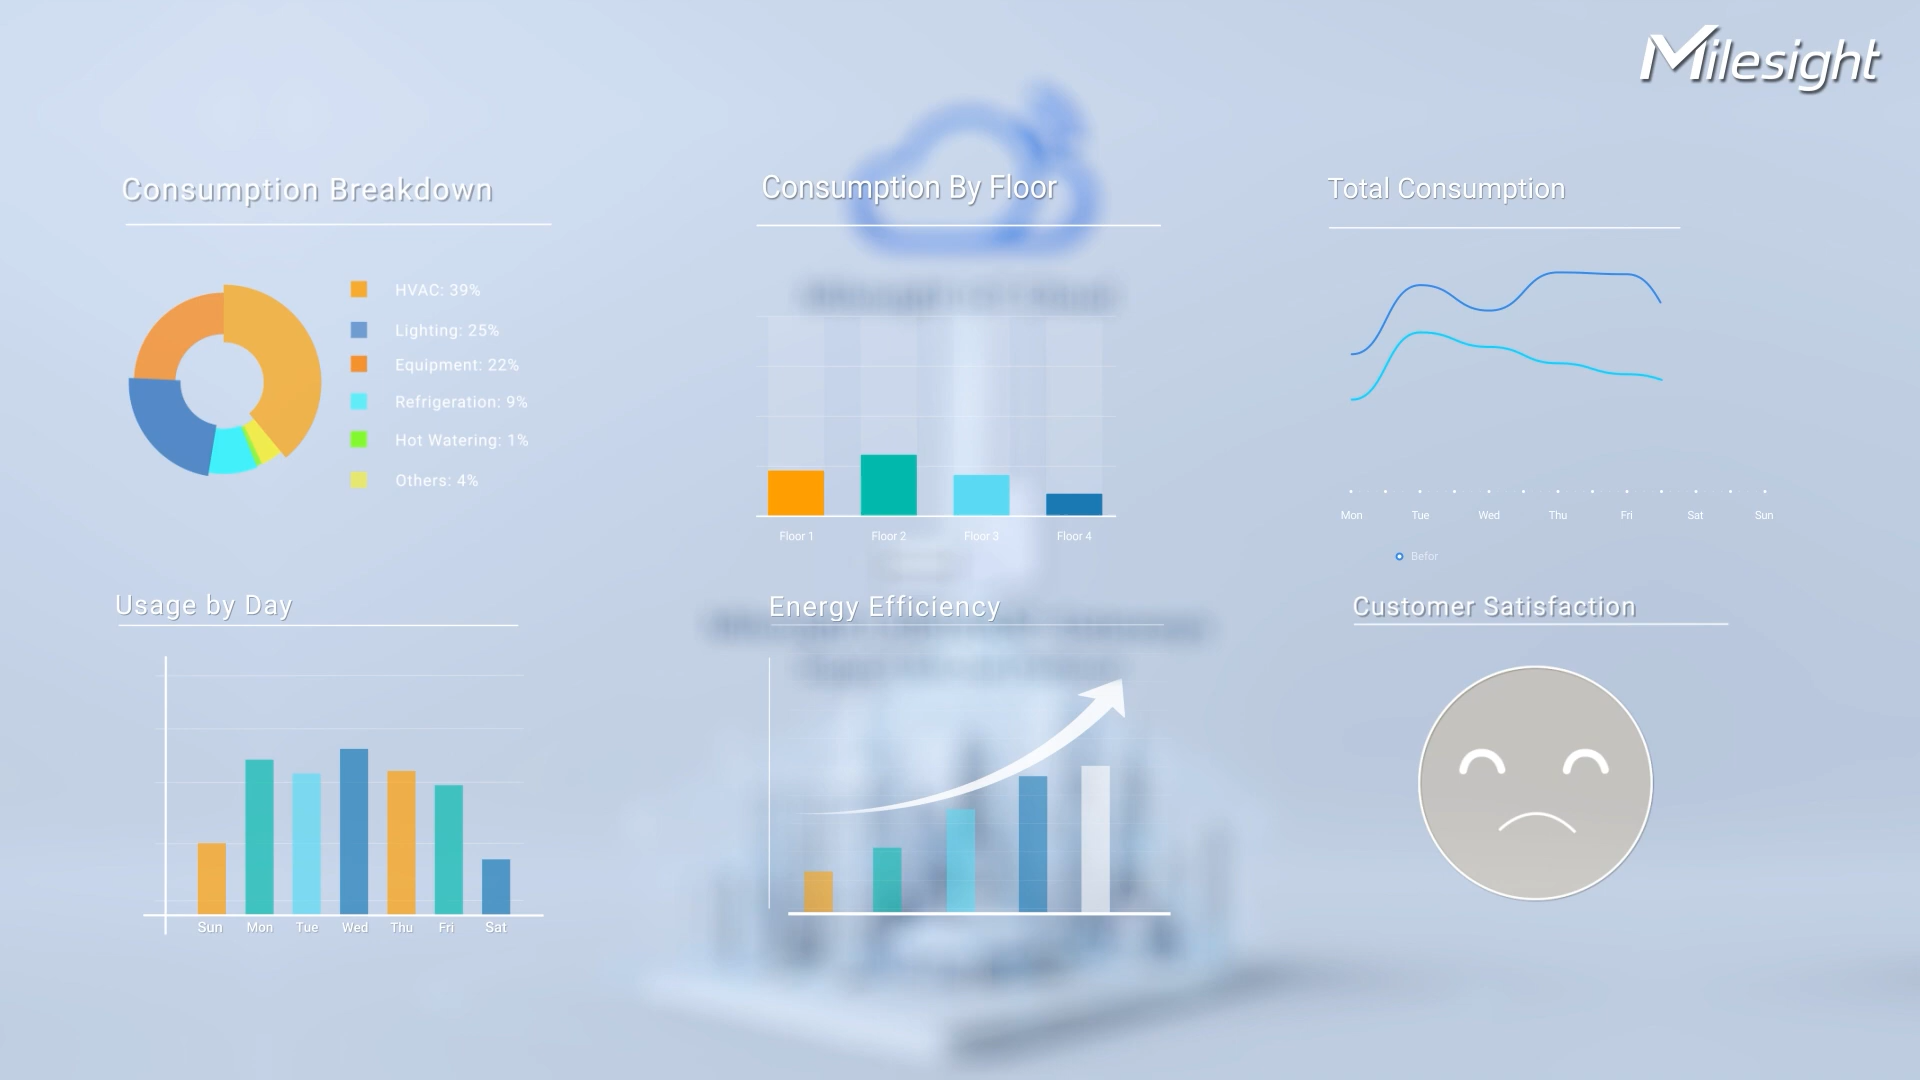 Milesight
Consumption Breakdown
HVAC: 39%
Lighting: 25%
Equipment: 22%
Refrigeration: 9%
Hot Watering: 1%
Others: 4%
Consumption By Floor
Floor 1 Floor 2 Floor 3 Floor 4
Total Consumption
Mon Tue Wed Thu Fri Sat Sun
Befor
Usage by Day
Sun Mon Tue Wed Thu Fri Sat
Energy Efficiency
Customer Satisfaction